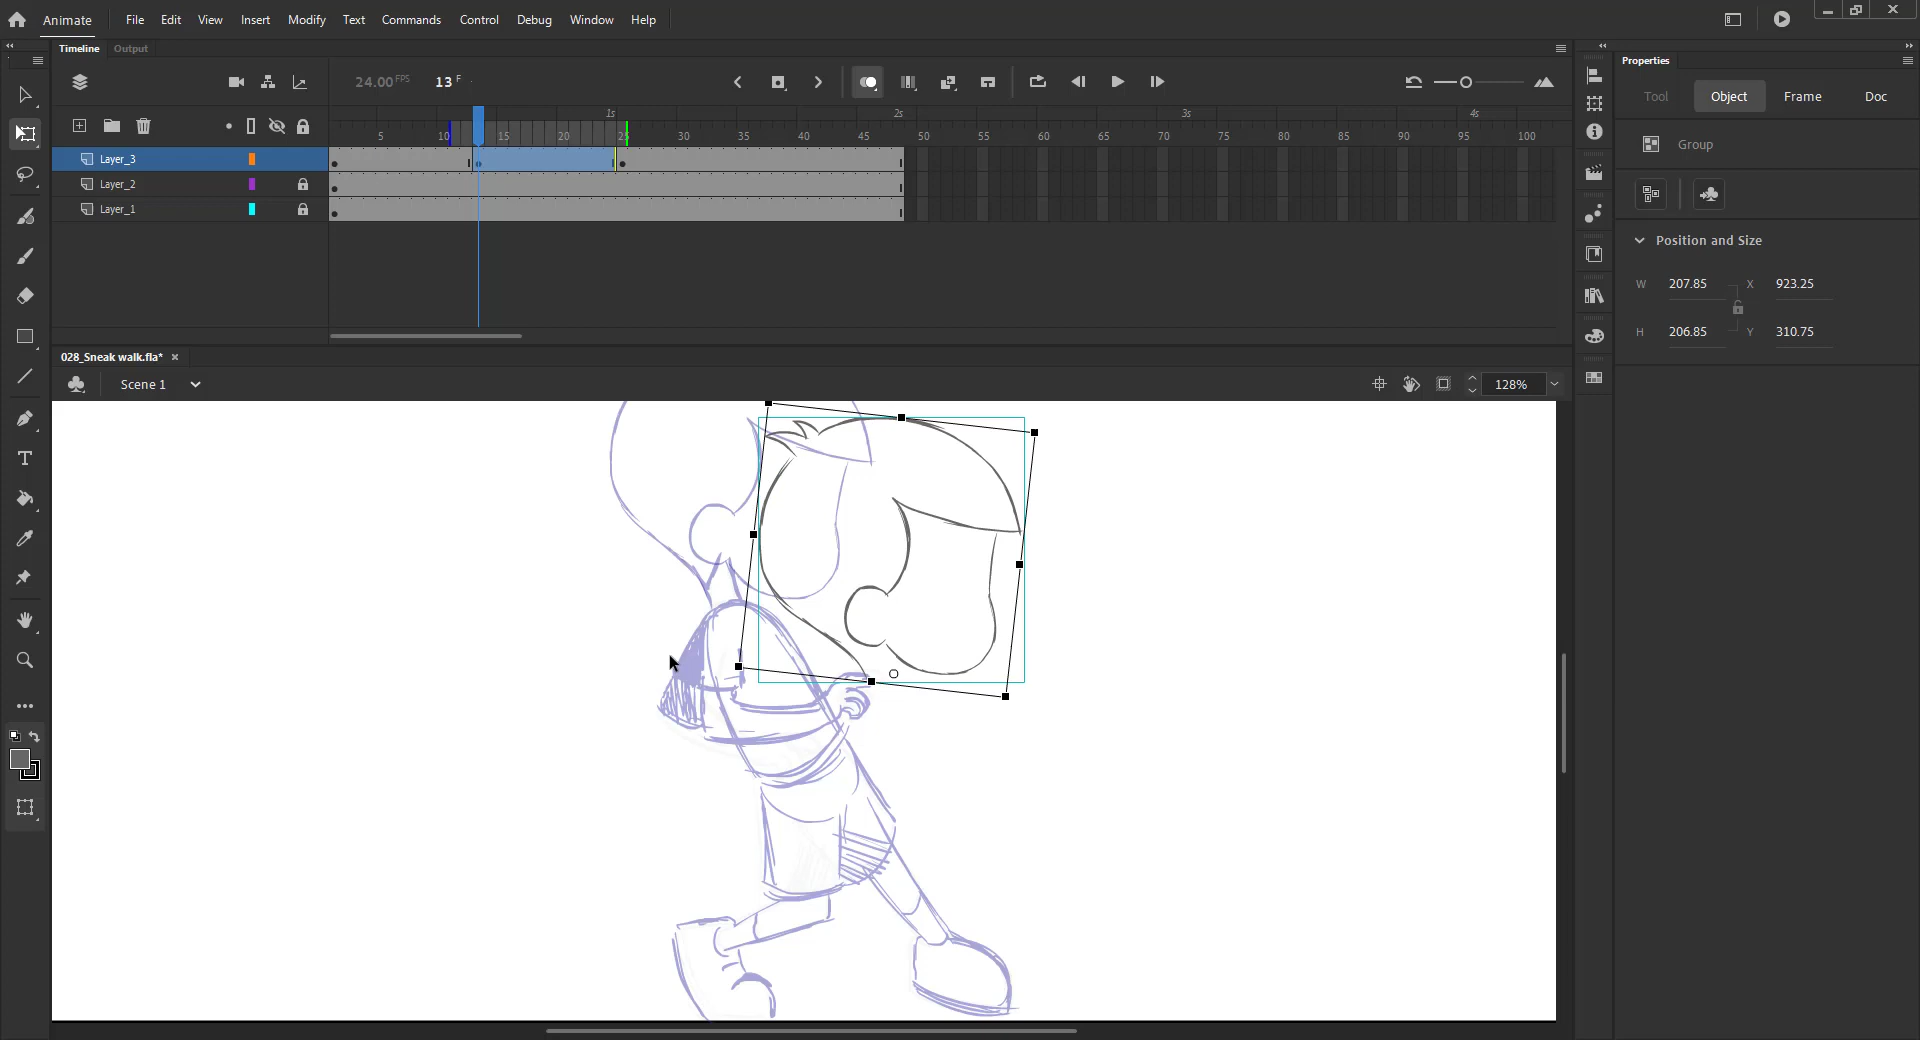 Animate File Edit View Insert Modify Text Commands Control Debug Window Help
Timeline Output
Properties
24.00 FPS 13 F
Tool Object Frame Doc
1s 2s 3s 4s
5 10 15 20 25 30 35 40 45 50 55 60 65 70 75 80 85 90 95 100
Layer_3
Layer_2
Layer_1
Group
Position and Size
W 207.85 X 923.25
H 206.85 Y 310.75
028_Sneak walk.fla*
Scene 1
128%